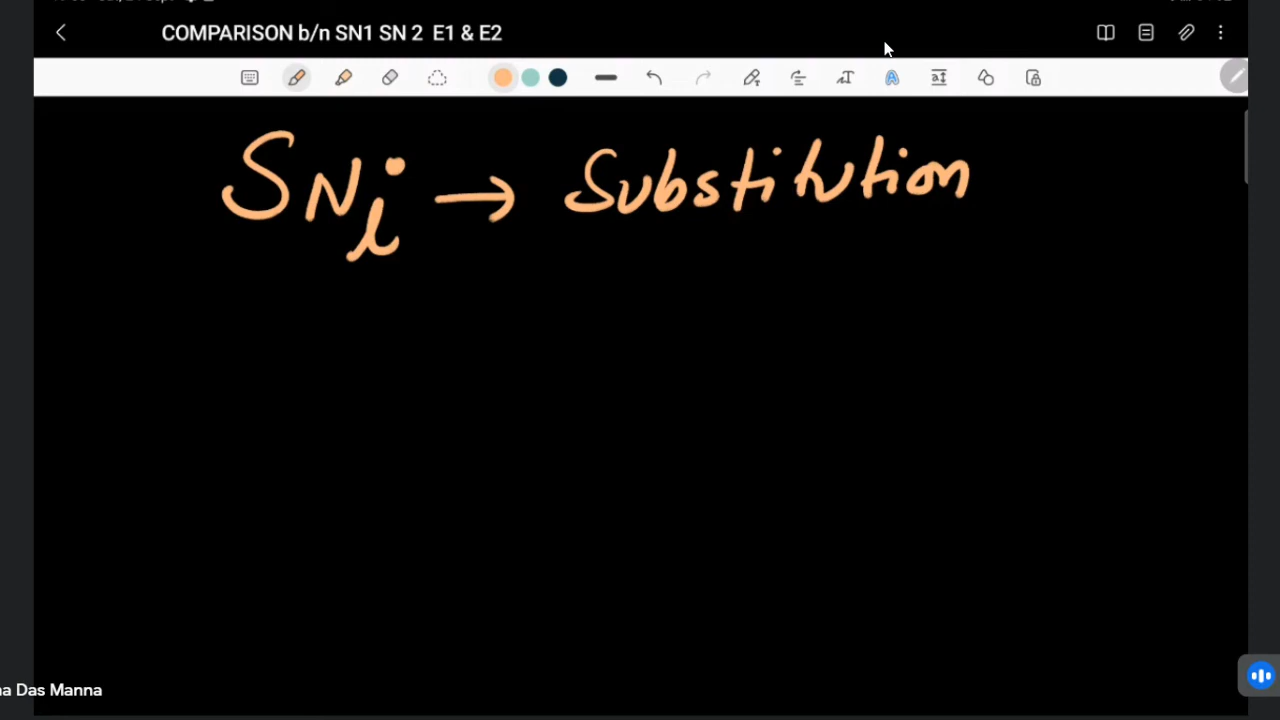 COMPARISON b/n SN1 SN 2 E1 & E2
SNi → Substitution
a Das Manna